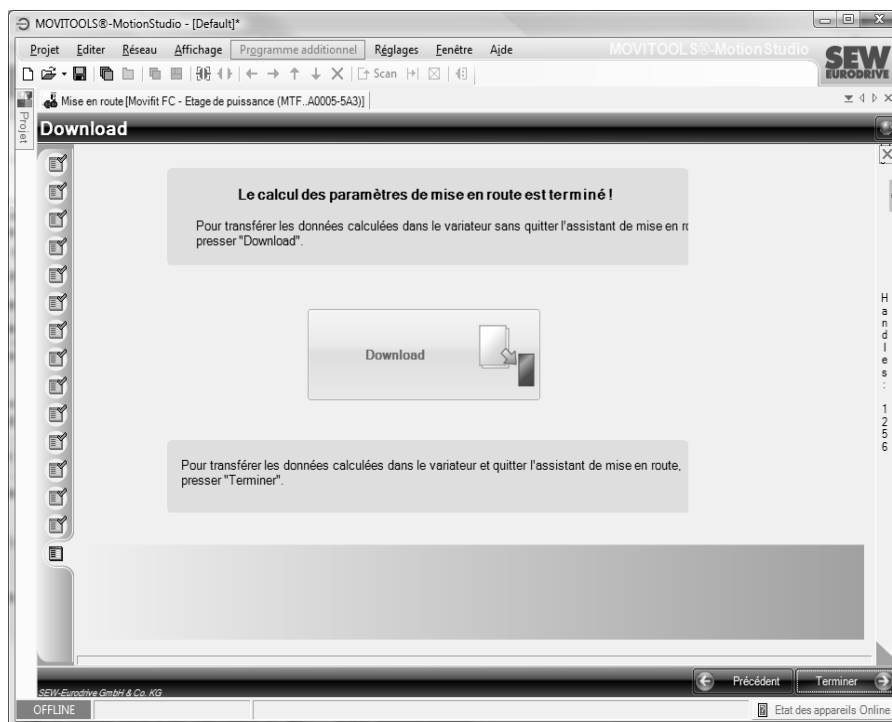 MOVITOOLS®-MotionStudio - [Default]*
Projet Editer Réseau Affichage Programme additionnel Réglages Fenêtre Aide
MOVITOOLS®-MotionStudio
SEW
EURODRIVE
Scan
Mise en route [Movifit FC - Etage de puissance (MTF..A0005-5A3)]
Projet
Download
Le calcul des paramètres de mise en route est terminé !
Pour transférer les données calculées dans le variateur sans quitter l'assistant de mise en
presser "Download".
Download
Handles: 1256
Pour transférer les données calculées dans le variateur et quitter l'assistant de mise en route,
presser "Terminer".
Précédent
Terminer
SEW-Eurodrive GmbH & Co. KG
OFFLINE
Etat des appareils Online